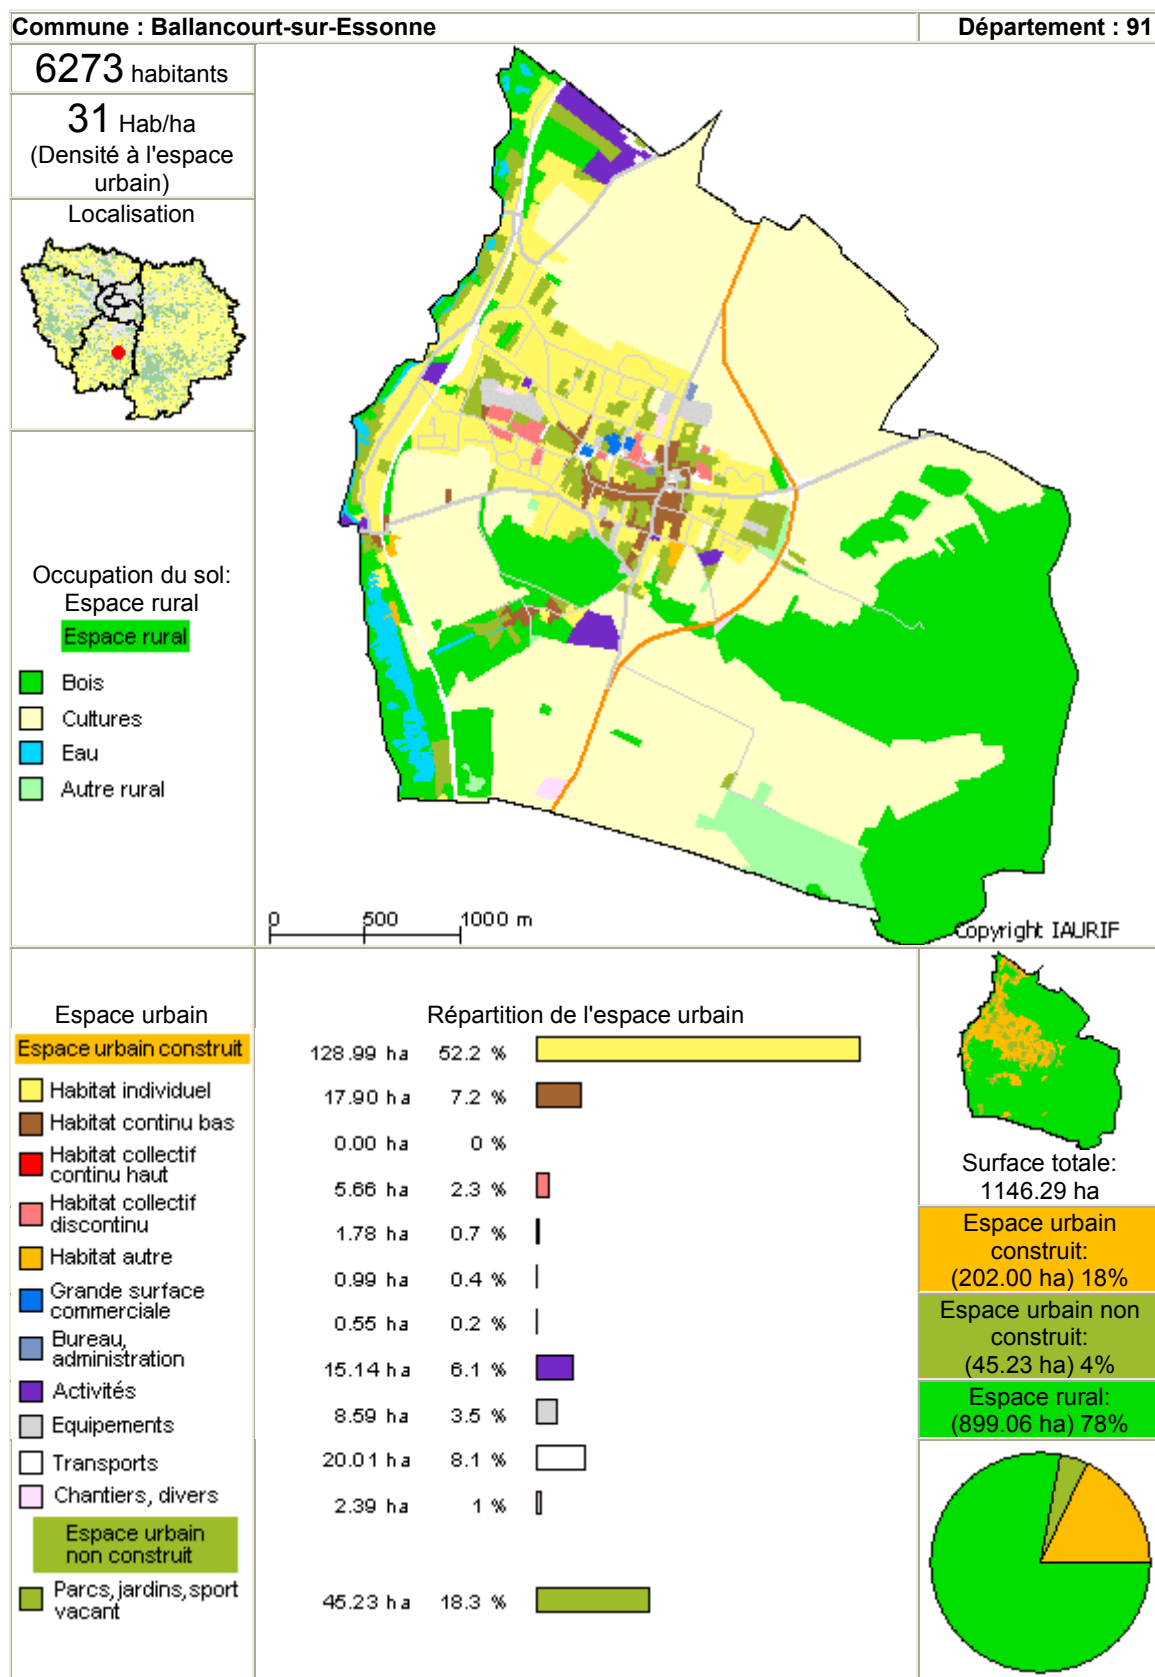 Commune : Ballancourt-sur-Essonne
Département : 91
6273 habitants
31 Hab/ha
(Densité à l'espace
urbain)
Localisation
Occupation du sol:
Espace rural
Espace rural
Bois
Cultures
Eau
Autre rural
0 500 1000 m
Copyright IAURIF
Espace urbain
Espace urbain construit
Habitat individuel
Habitat continu bas
Habitat collectif
continu haut
Habitat collectif
discontinu
Habitat autre
Grande surface
commerciale
Bureau,
administration
Activités
Equipements
Transports
Chantiers, divers
Espace urbain
non construit
Parcs, jardins, sport
vacant
Répartition de l'espace urbain
128.99 ha 52.2 %
17.90 ha 7.2 %
0.00 ha 0 %
5.66 ha 2.3 %
1.78 ha 0.7 %
0.99 ha 0.4 %
0.55 ha 0.2 %
15.14 ha 6.1 %
8.59 ha 3.5 %
20.01 ha 8.1 %
2.39 ha 1 %
45.23 ha 18.3 %
Surface totale:
1146.29 ha
Espace urbain
construit:
(202.00 ha) 18%
Espace urbain non
construit:
(45.23 ha) 4%
Espace rural:
(899.06 ha) 78%